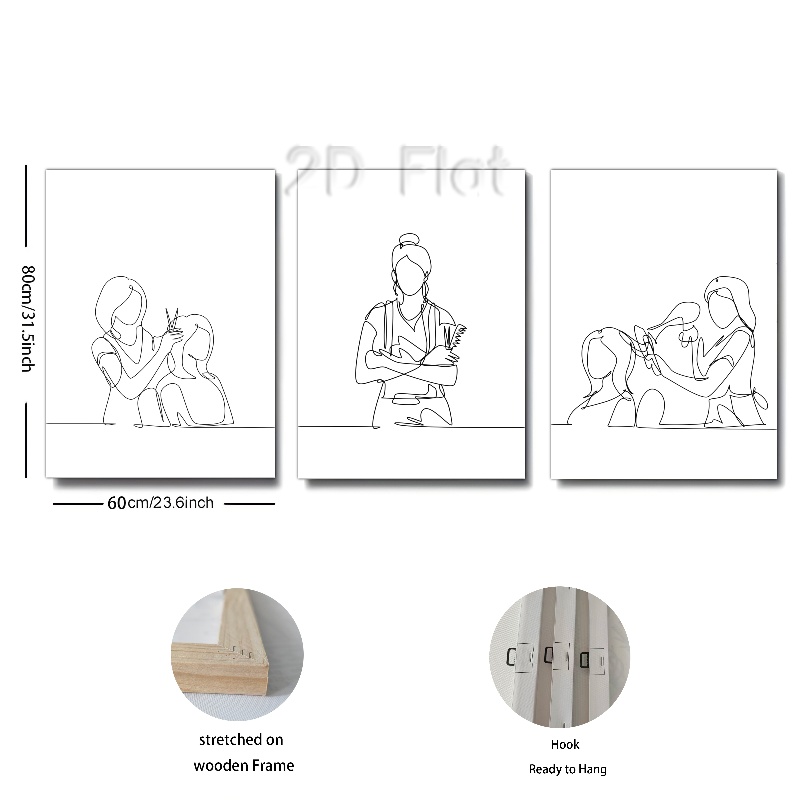 2D Flat
80cm/31.5inch
60cm/23.6inch
stretched on
wooden Frame
Hook
Ready to Hang